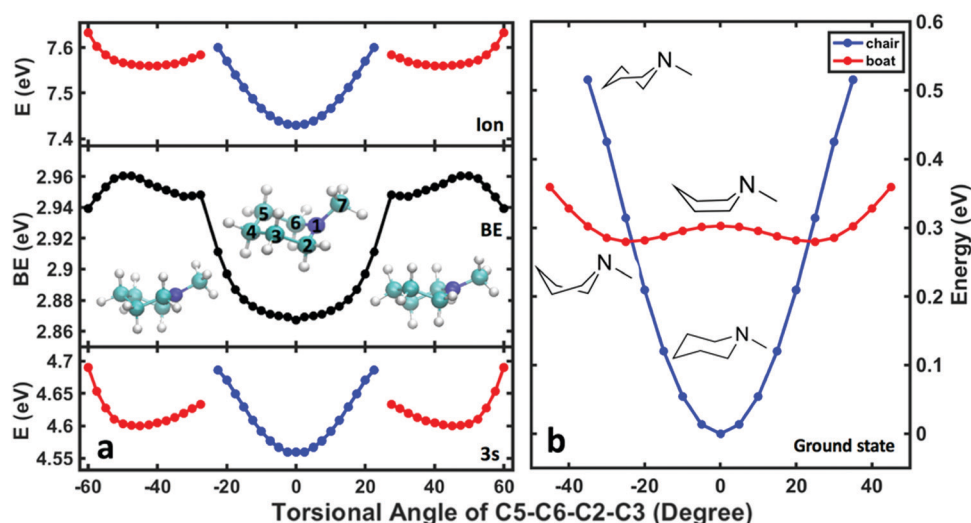 7.6
7.5
7.4
E (eV)
Ion
2.96
2.94
2.92
2.9
2.88
2.86
BE (eV)
BE
5
6
7
4
3
1
2
4.7
4.65
4.6
4.55
E (eV)
a
3s
-60
-40
-20
0
20
40
60
chair
boat
N
N
N
N
0.6
0.5
0.4
0.3
0.2
0.1
0
Energy (eV)
b
Ground state
-40
-20
0
20
40
Torsional Angle of C5-C6-C2-C3 (Degree)